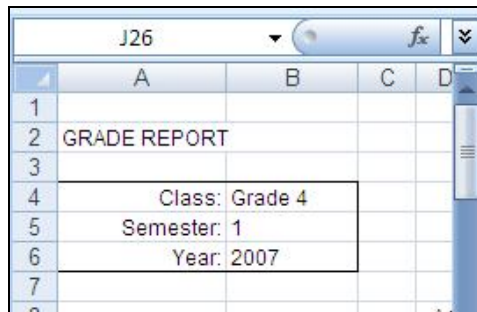 J26 fx
A B C D
1
2 GRADE REPORT
3
4 Class: Grade 4
5 Semester: 1
6 Year: 2007
7